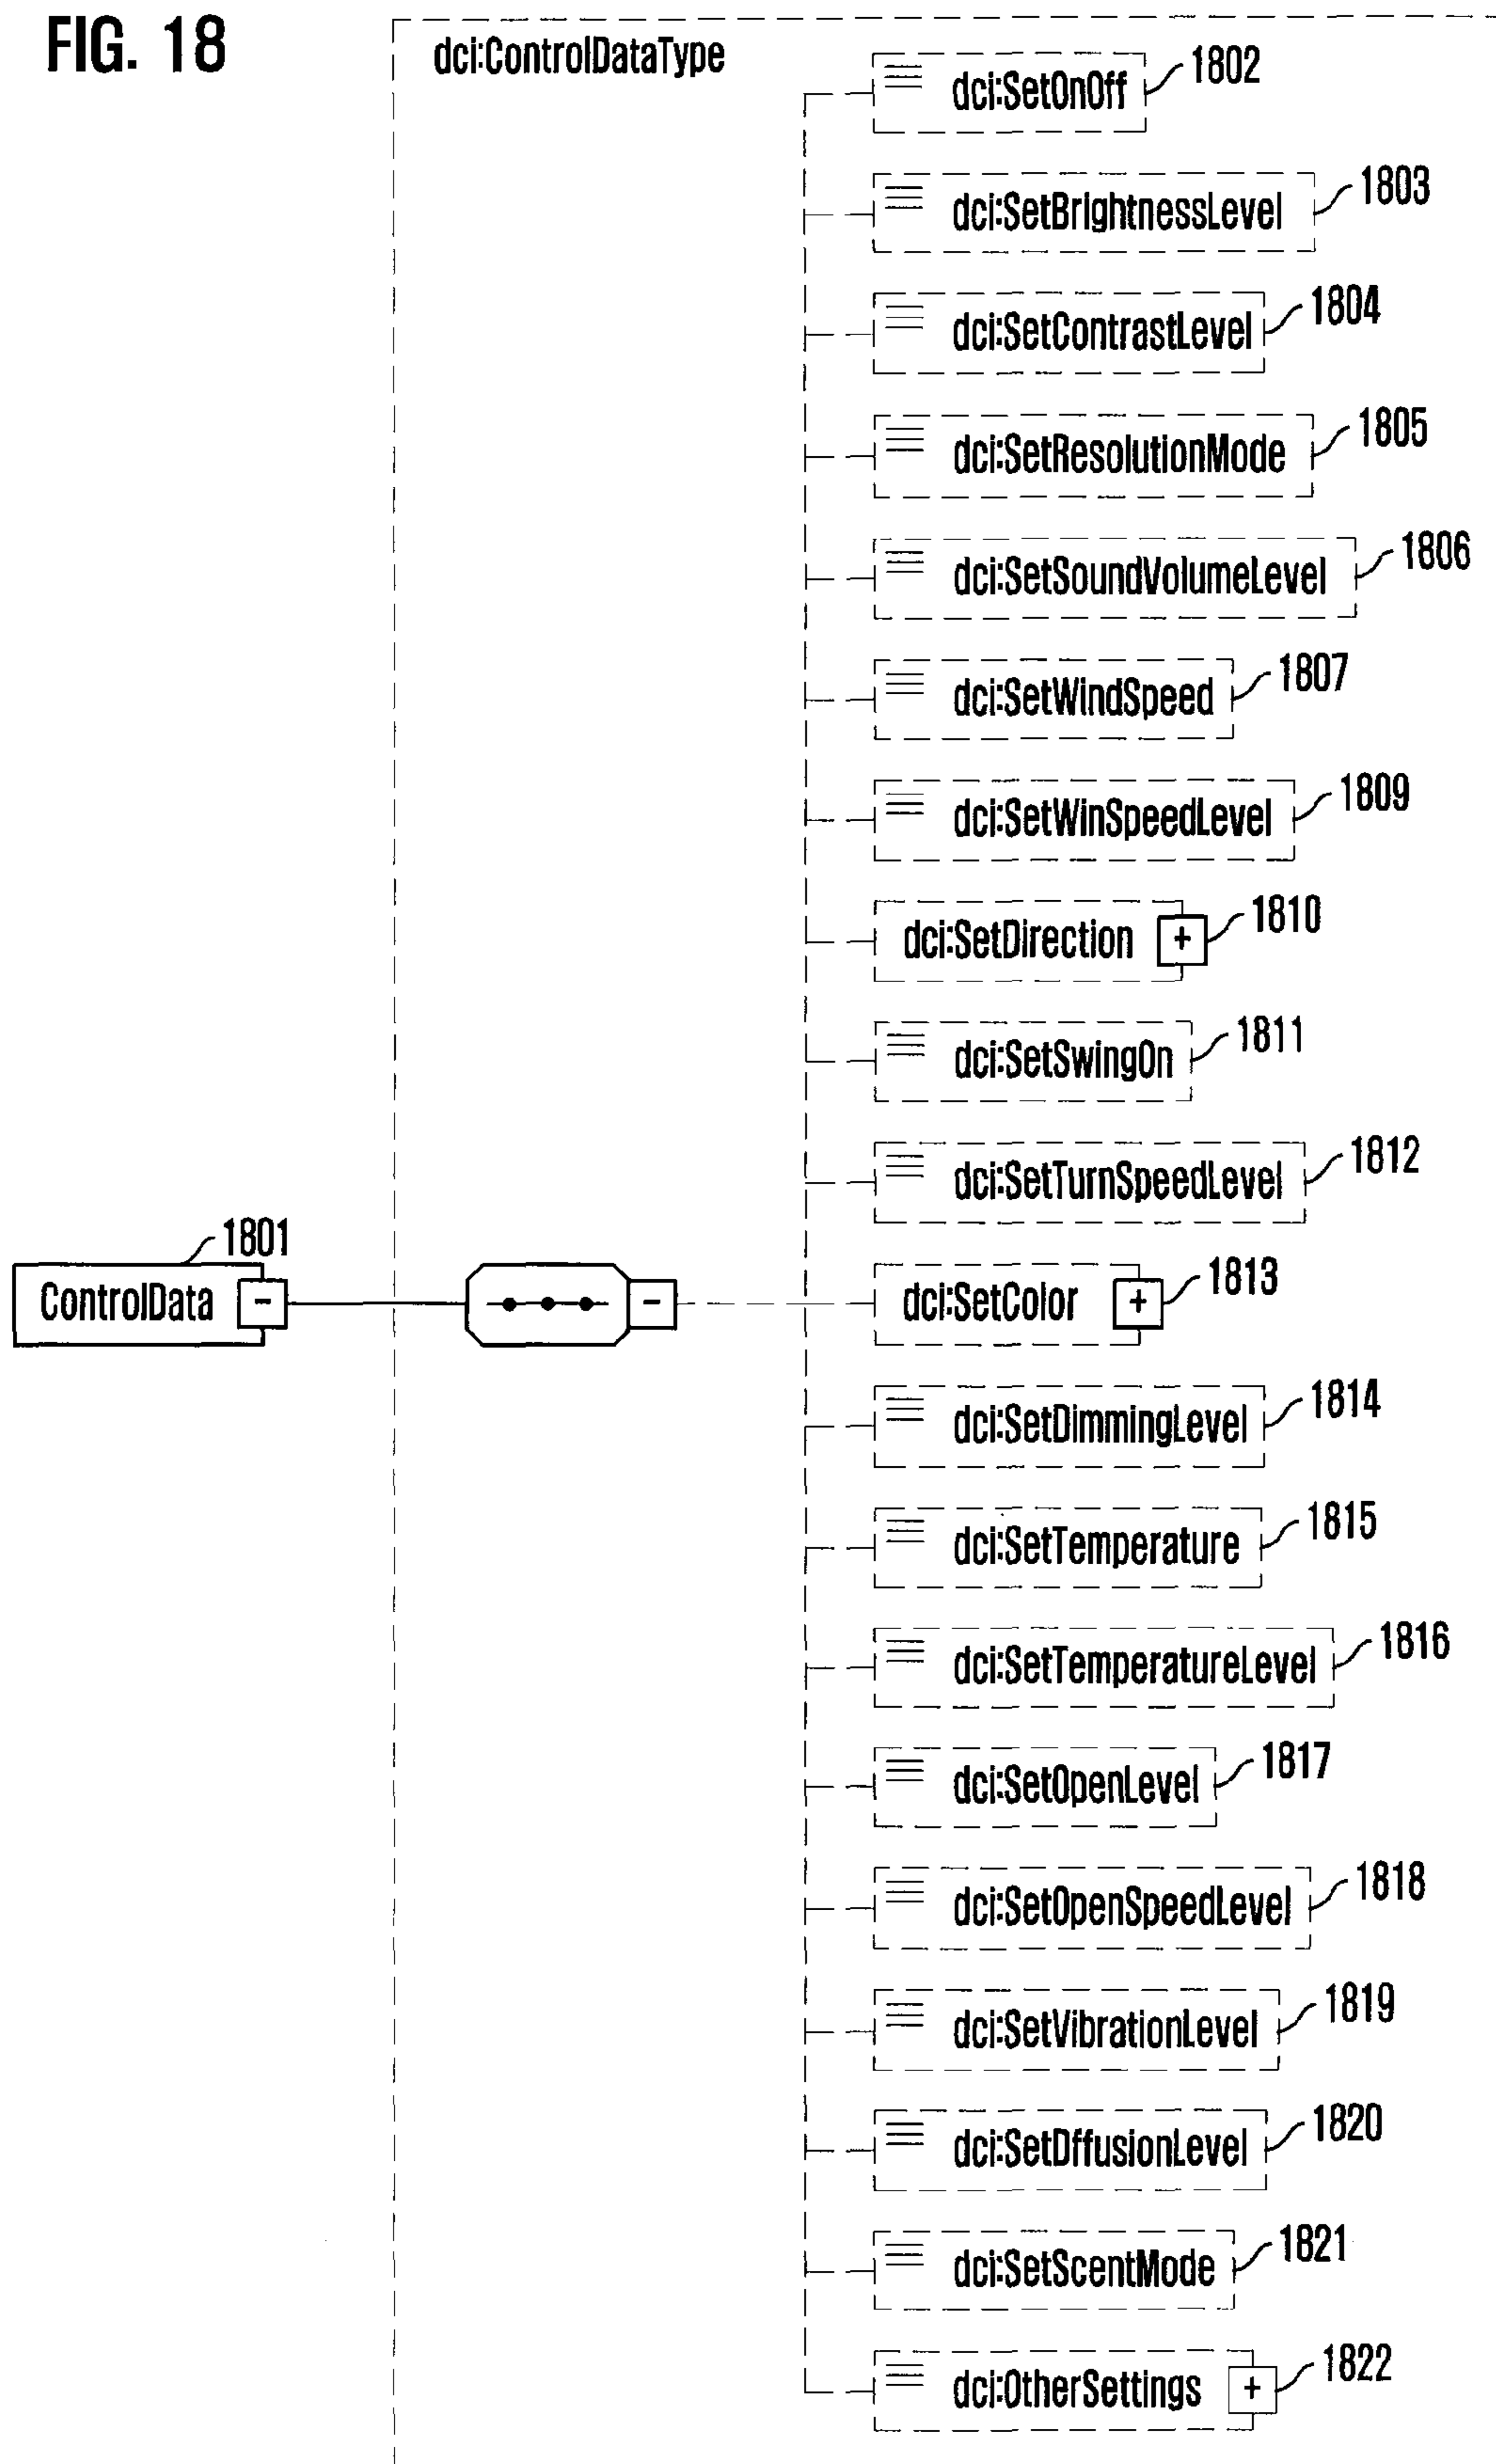 FIG. 18
dci:ControlDataType
dci:SetOnOff
1802
dci:SetBrightnessLevel
1803
dci:SetContrastLevel
1804
dci:SetResolutionMode
1805
dci:SetSoundVolumeLevel
1806
dci:SetWindSpeed
1807
dci:SetWinSpeedLevel
1809
dci:SetDirection
+
1810
dci:SetSwingOn
1811
dci:SetTurnSpeedLevel
1812
1801
ControlData
-
-
dci:SetColor
+
1813
dci:SetDimmingLevel
1814
dci:SetTemperature
1815
dci:SetTemperatureLevel
1816
dci:SetOpenLevel
1817
dci:SetOpenSpeedLevel
1818
dci:SetVibrationLevel
1819
dci:SetDffusionLevel
1820
dci:SetScentMode
1821
dci:OtherSettings
+
1822